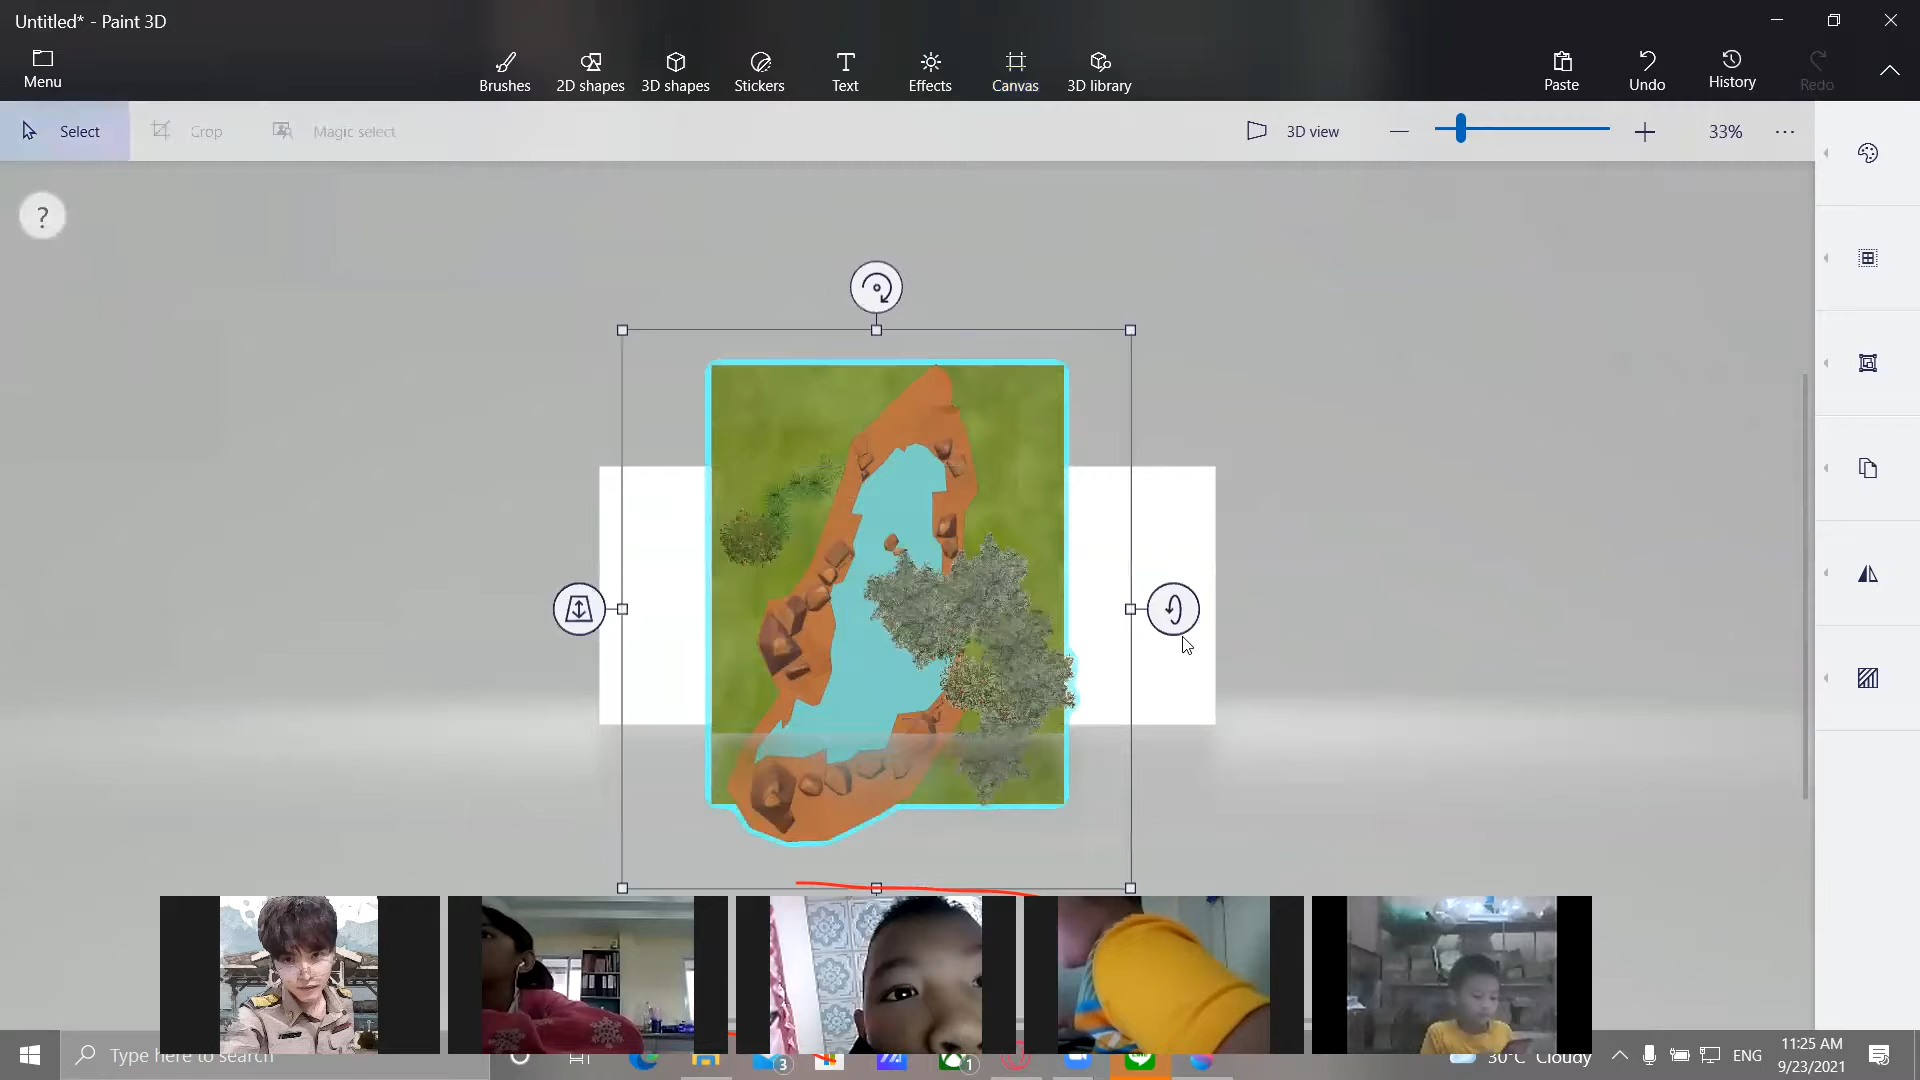 Untitled* - Paint 3D
Menu
Brushes
2D shapes
3D shapes
Stickers
Text
Effects
Canvas
3D library
Paste
Undo
History
Redo
Select
Crop
Magic select
3D view
33%
?
Type here to search
3
1
30°C Cloudy
ENG
11:25 AM
9/23/2021